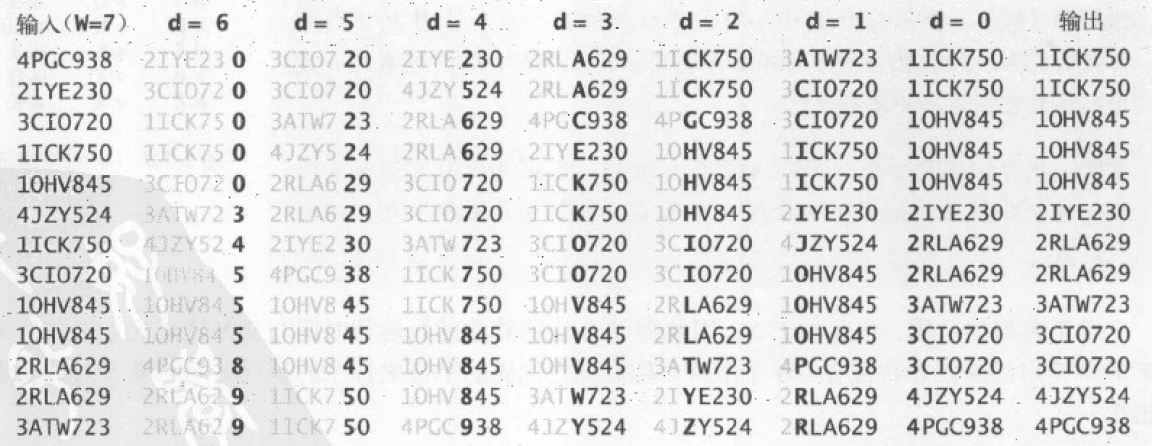 输入(W=7) d = 6 d = 5 d = 4 d = 3 d = 2 d = 1 d = 0 输出
4PGC938 2IYE230 3CIO720 2IYE230 2RLA629 1ICK750 3ATW723 1ICK750 1ICK750
2IYE230 3CIO720 3CIO720 4JZY524 2RLA629 1ICK750 3CIO720 1ICK750 1ICK750
3CIO720 1ICK750 3ATW723 2RLA629 4PGC938 4PGC938 3CIO720 1OHV845 1OHV845
1ICK750 1ICK750 4JZY524 2RLA629 2IYE230 1OHV845 1ICK750 1OHV845 1OHV845
1OHV845 3CIO720 2RLA629 3CIO720 1ICK750 1OHV845 1ICK750 1OHV845 1OHV845
4JZY524 3ATW723 2RLA629 3CIO720 1ICK750 1OHV845 2IYE230 2IYE230 2IYE230
1ICK750 4JZY524 2IYE230 3ATW723 3CIO720 3CIO720 4JZY524 2RLA629 2RLA629
3CIO720 1OHV845 4PGC938 1ICK750 3CIO720 3CIO720 1OHV845 2RLA629 2RLA629
1OHV845 1OHV845 1OHV845 1ICK750 1OHV845 2RLA629 1OHV845 3ATW723 3ATW723
1OHV845 1OHV845 1OHV845 1OHV845 1OHV845 2RLA629 1OHV845 3CIO720 3CIO720
2RLA629 4PGC938 1OHV845 1OHV845 1OHV845 3ATW723 4PGC938 3CIO720 3CIO720
2RLA629 2RLA629 1ICK750 1OHV845 3ATW723 2IYE230 2RLA629 4JZY524 4JZY524
3ATW723 2RLA629 1ICK750 4PGC938 4JZY524 4JZY524 2RLA629 4PGC938 4PGC938